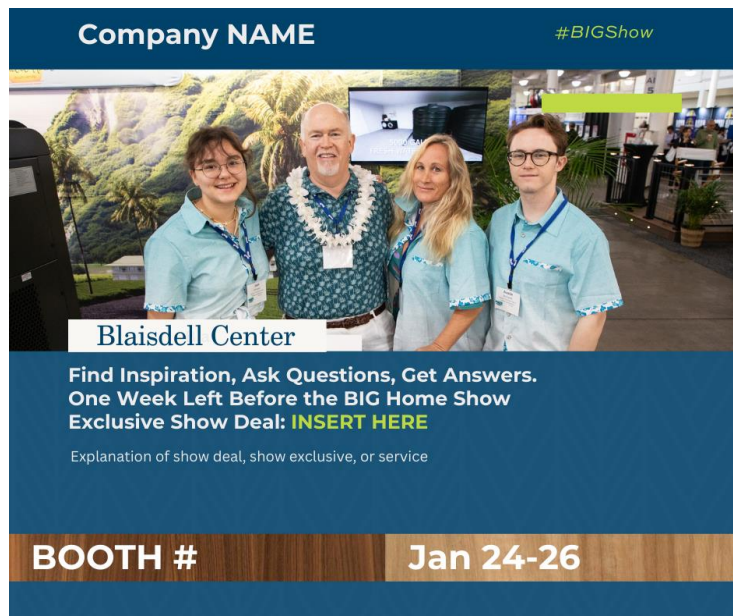 Company NAME
#BIGShow
Blaisdell Center
Find Inspiration, Ask Questions, Get Answers.
One Week Left Before the BIG Home Show
Exclusive Show Deal: INSERT HERE
Explanation of show deal, show exclusive, or service
BOOTH #
Jan 24-26